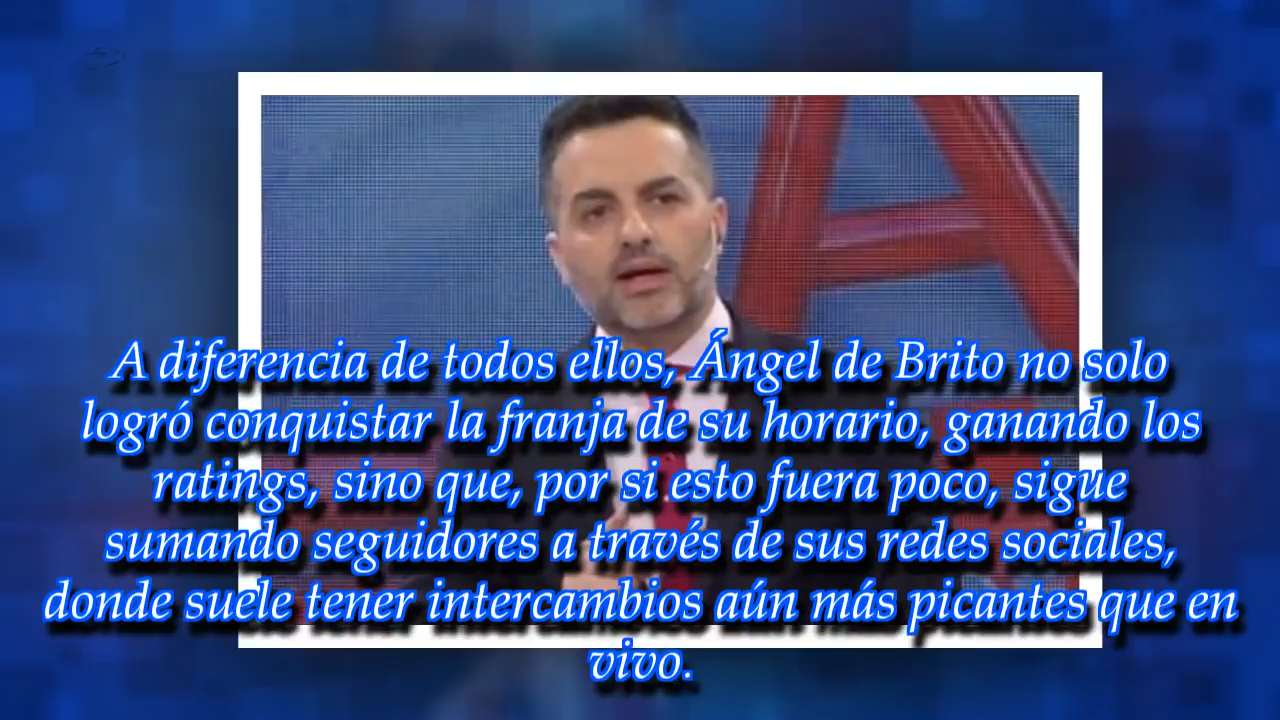 A diferencia de todos ellos, Ángel de Brito no solo
logró conquistar la franja de su horario, ganando los
ratings, sino que, por si esto fuera poco, sigue
sumando seguidores a través de sus redes sociales,
donde suele tener intercambios aún más picantes que en
vivo.